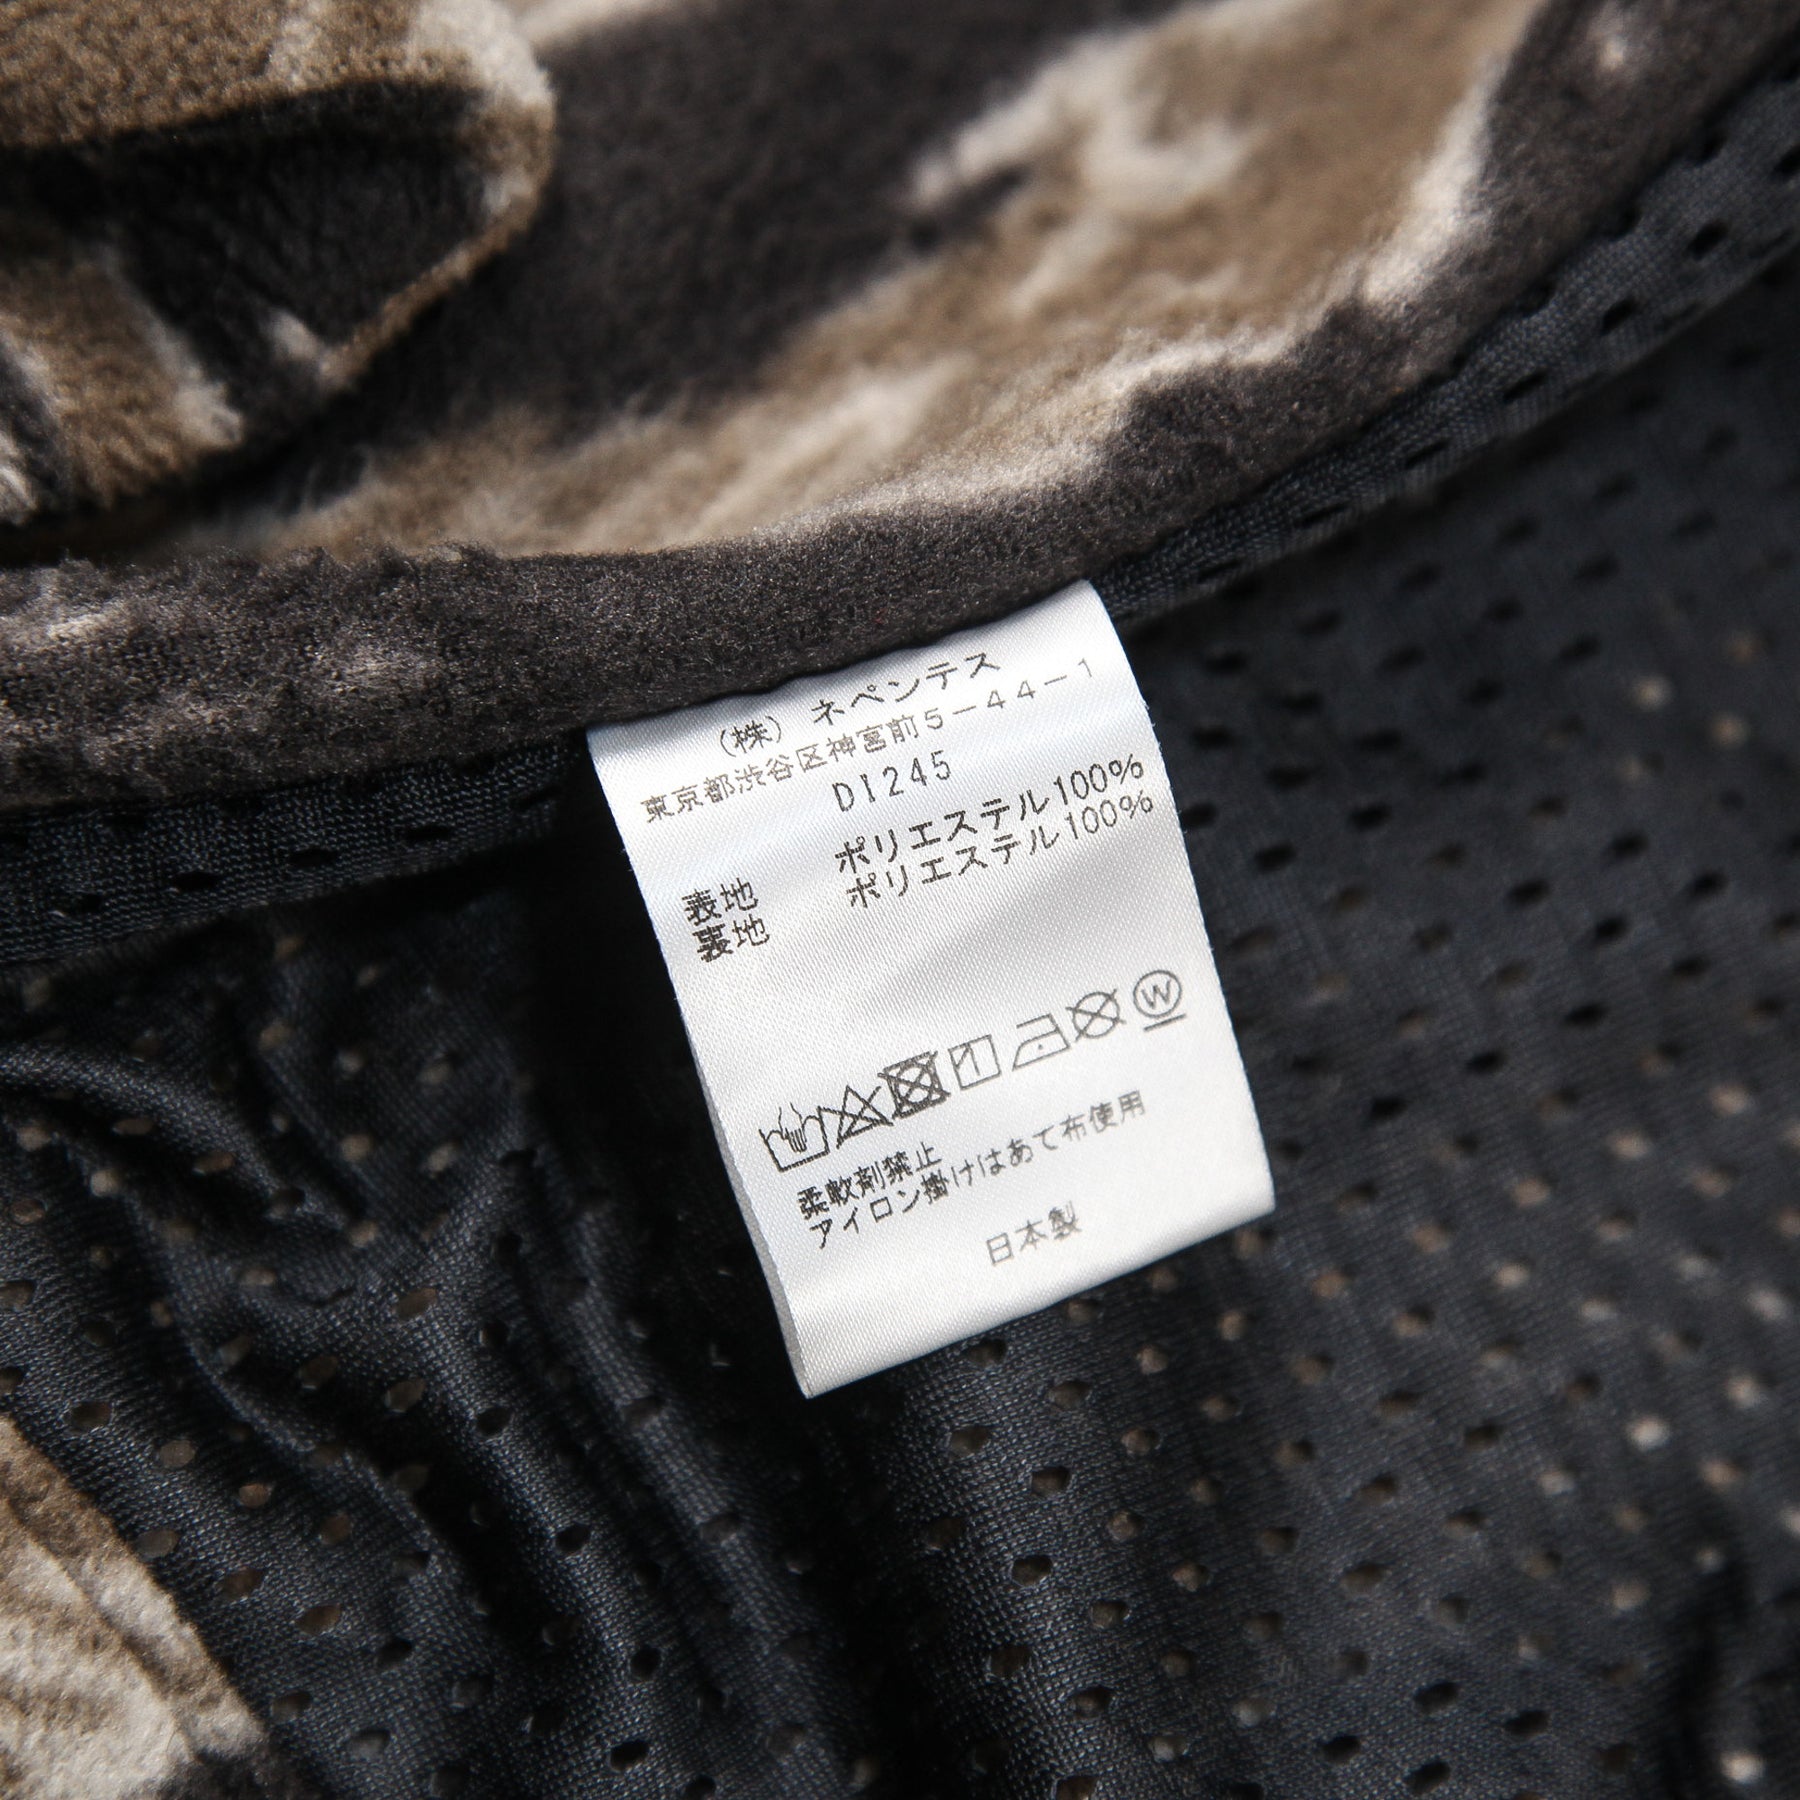 (株) ネペンテス
東京都渋谷区神宮前5-44-1
DI245
表地 ポリエステル100%
裏地 ポリエステル100%
W
柔軟剤禁止
アイロン掛けはあて布使用
日本製